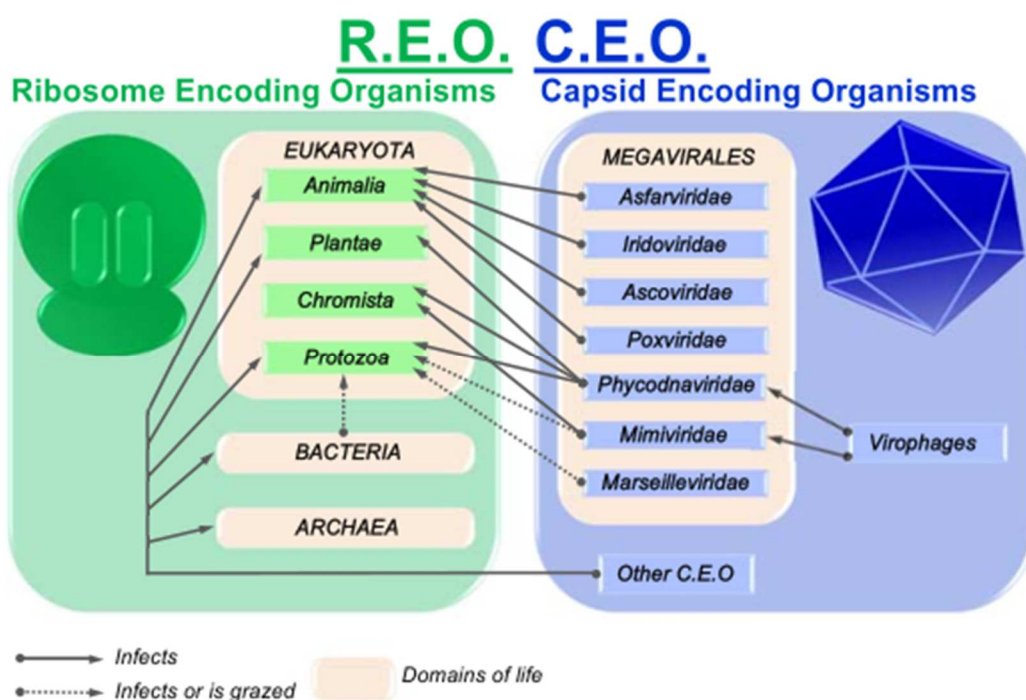 R.E.O. C.E.O.
Ribosome Encoding Organisms
Capsid Encoding Organisms
EUKARYOTA
Animalia
Plantae
Chromista
Protozoa
BACTERIA
ARCHAEA
MEGAVIRALES
Asfarviridae
Iridoviridae
Ascoviridae
Poxviridae
Phycodnaviridae
Mimiviridae
Marseilleviridae
Virophages
Other C.E.O
Infects
Infects or is grazed
Domains of life